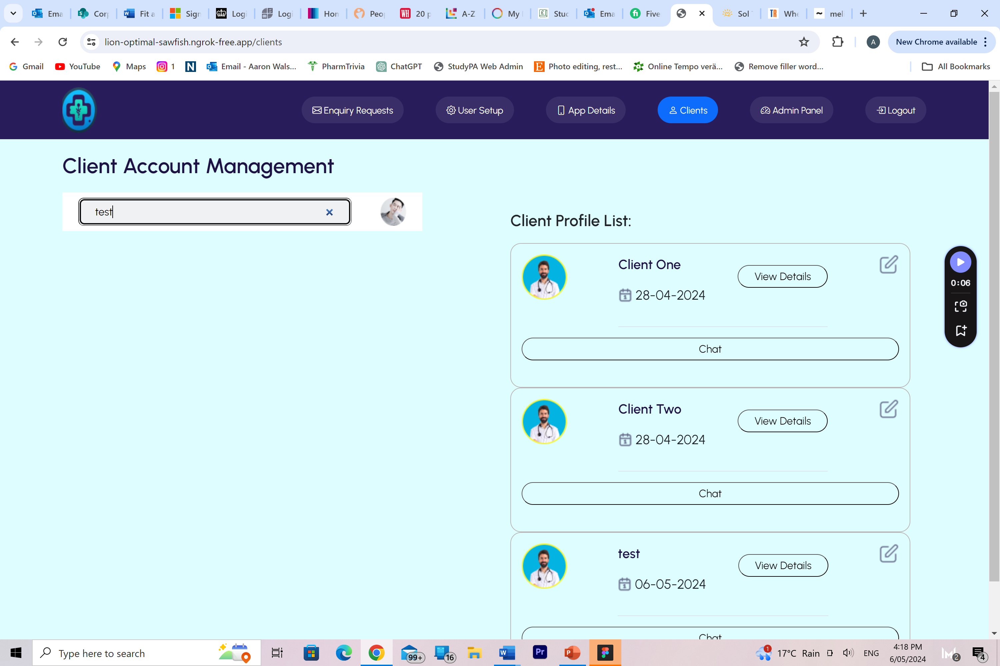 Ema
Corp
Fit a
Sign
Logi
Logi
Hon
Peo
WH 20 p
A-Z
My
Stud
Ema
Five
Sol
TR Whe
mel
lion-optimal-sawfish.ngrok-free.app/clients
A
New Chrome available
Gmail
YouTube
Maps
1
N
Email - Aaron Wals...
PharmTrivia
ChatGPT
StudyPA Web Admin
E Photo editing, rest...
Online Tempo verä...
Remove filler word...
All Bookmarks
Enquiry Requests
User Setup
App Details
Clients
Admin Panel
Logout
Client Account Management
test
Client Profile List:
Client One
View Details
28-04-2024
Chat
Client Two
View Details
28-04-2024
Chat
test
View Details
06-05-2024
Chat
0:06
Type here to search
99+
16
W
Pr
P
1
17°C Rain
ENG
4:18 PM
6/05/2024
2
4